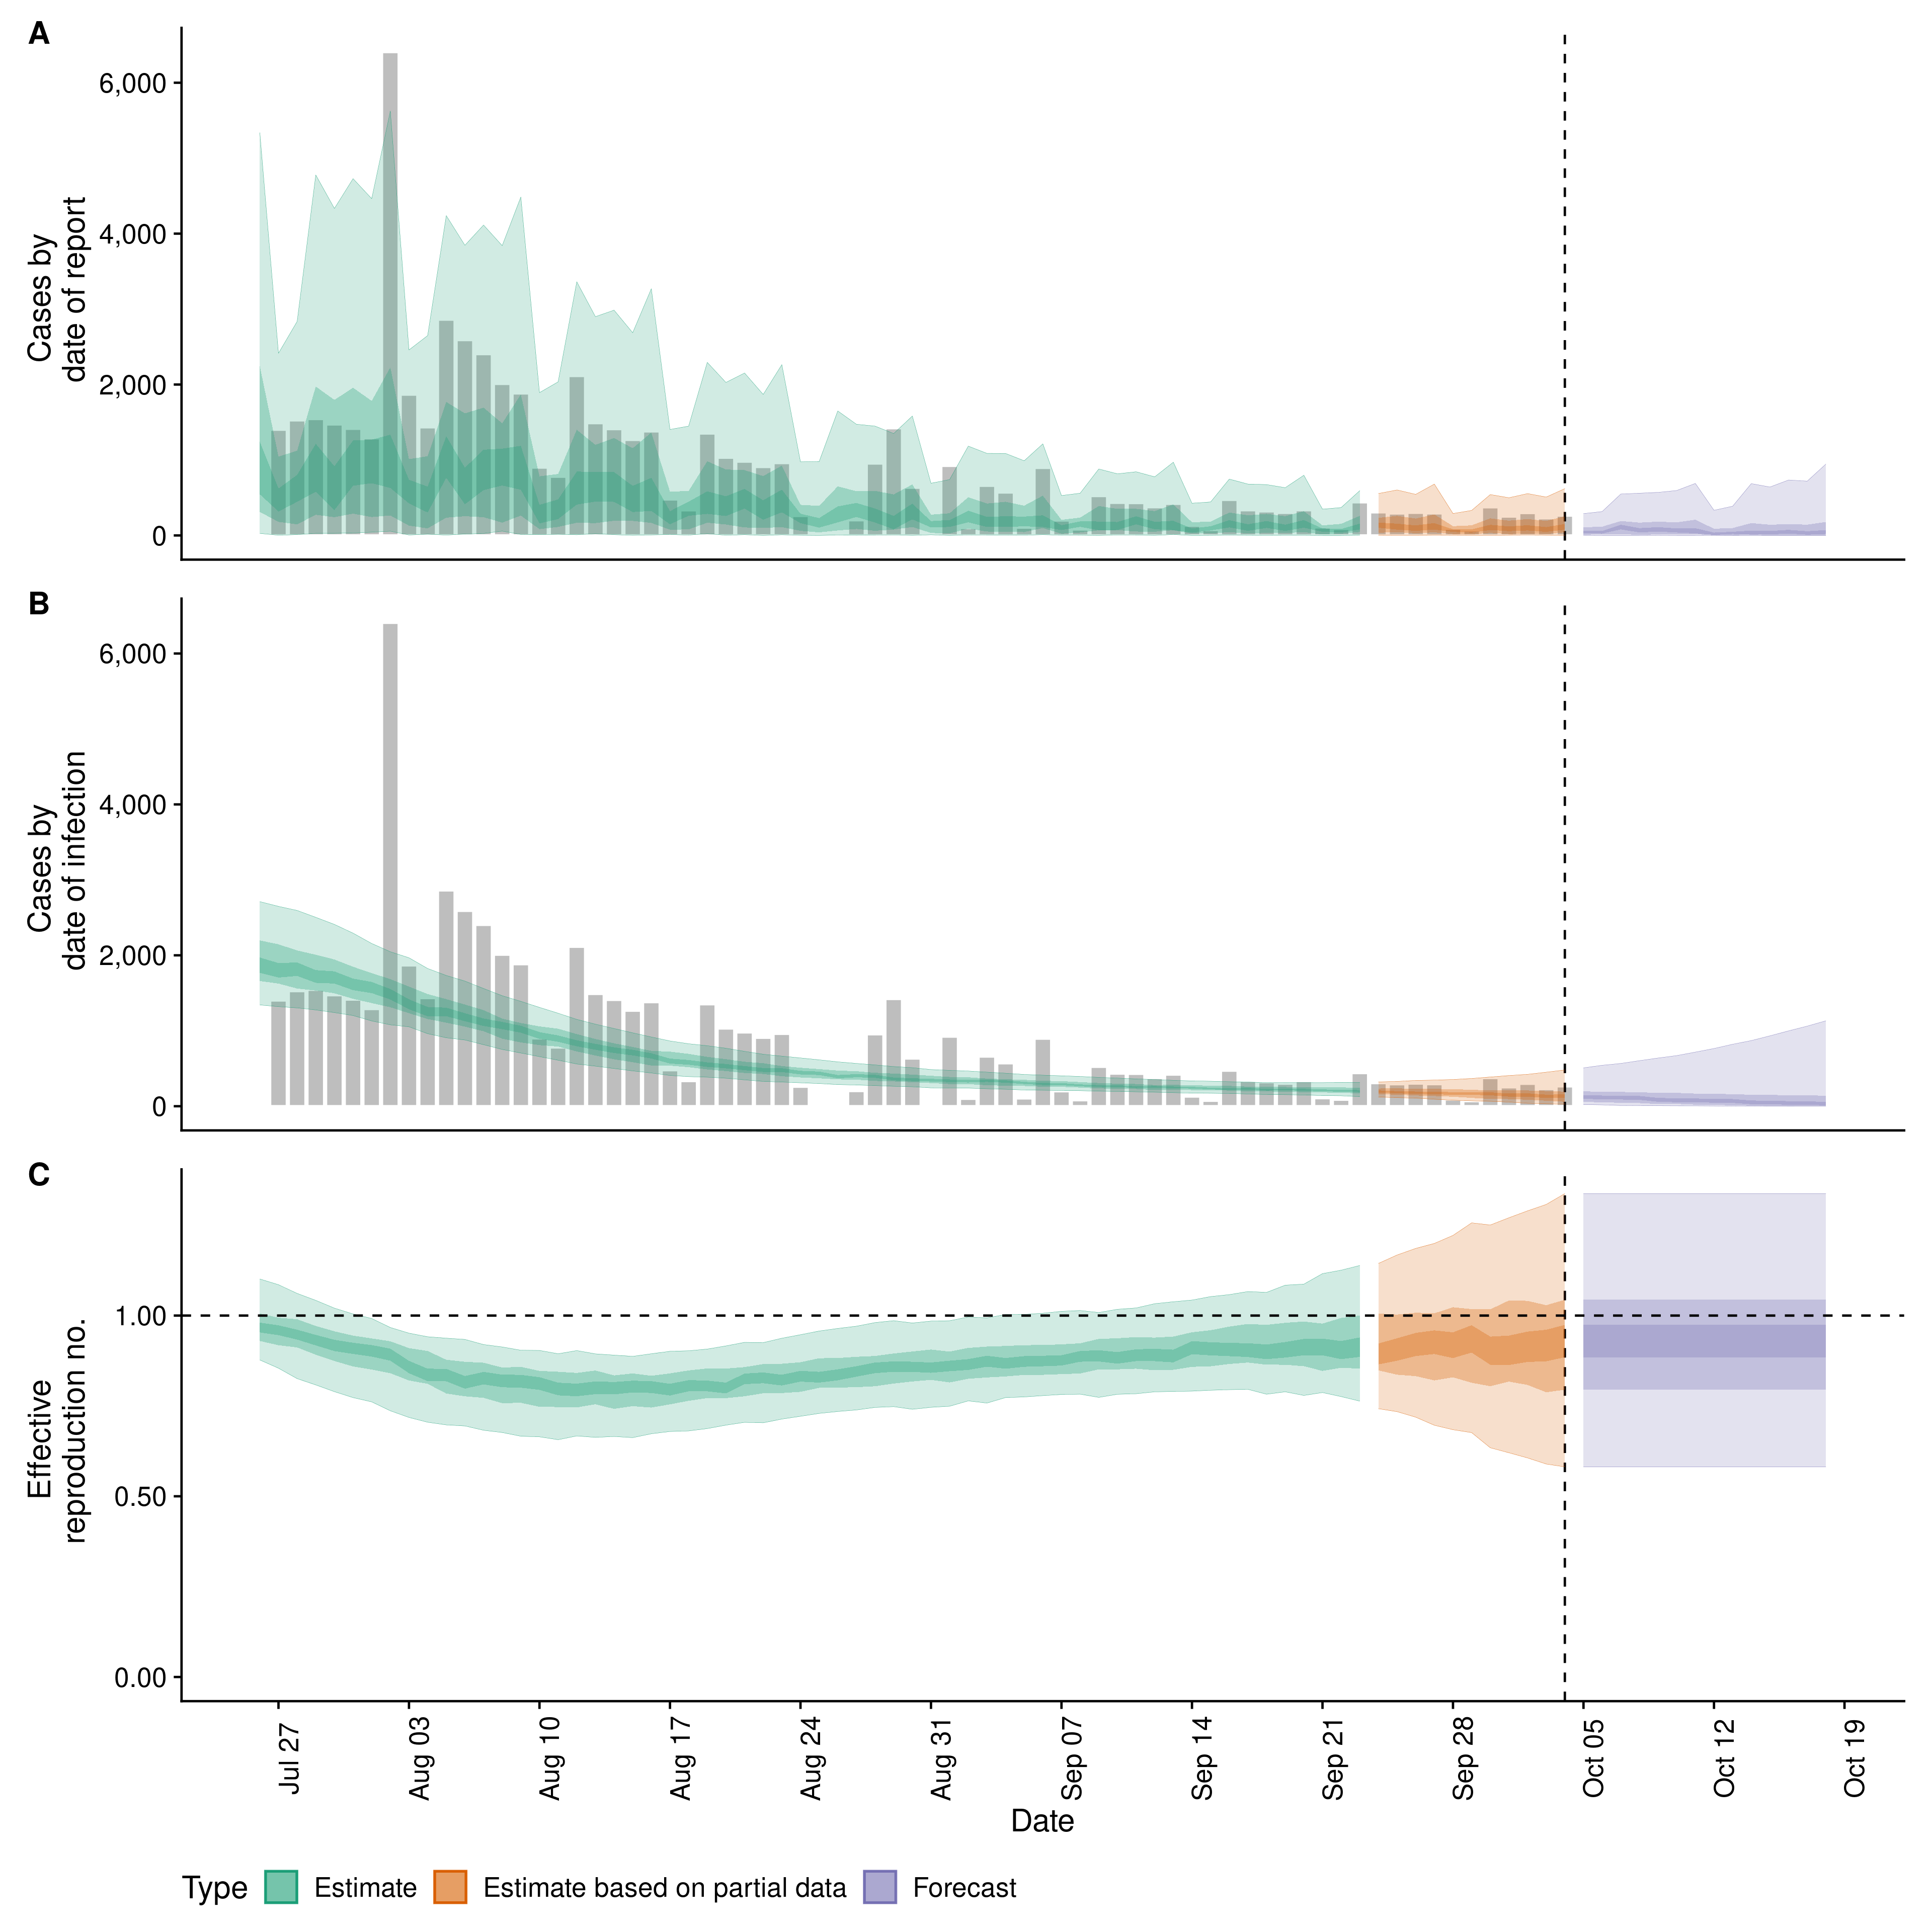 A
6,000
4,000
2,000
0
Cases by
date of report
B
6,000
4,000
2,000
0
Cases by
date of infection
C
1.00
0.50
0.00
Effective
reproduction no.
Jul 27
Aug 03
Aug 10
Aug 17
Aug 24
Aug 31
Sep 07
Sep 14
Sep 21
Sep 28
Oct 05
Oct 12
Oct 19
Date
Type Estimate Estimate based on partial data Forecast